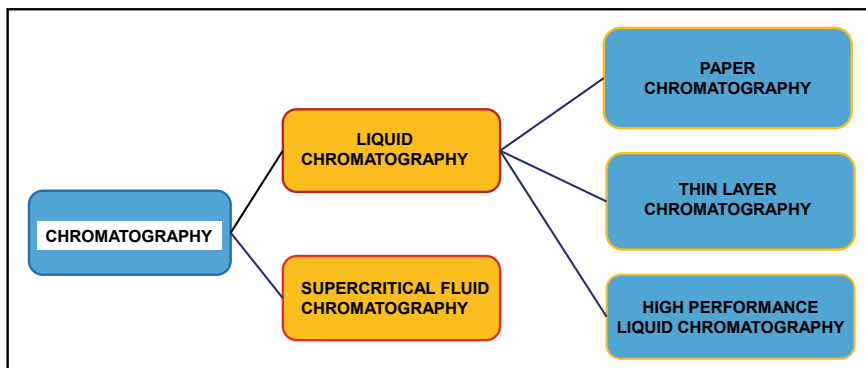 CHROMATOGRAPHY
LIQUID
CHROMATOGRAPHY
SUPERCRITICAL FLUID
CHROMATOGRAPHY
PAPER
CHROMATOGRAPHY
THIN LAYER
CHROMATOGRAPHY
HIGH PERFORMANCE
LIQUID CHROMATOGRAPHY